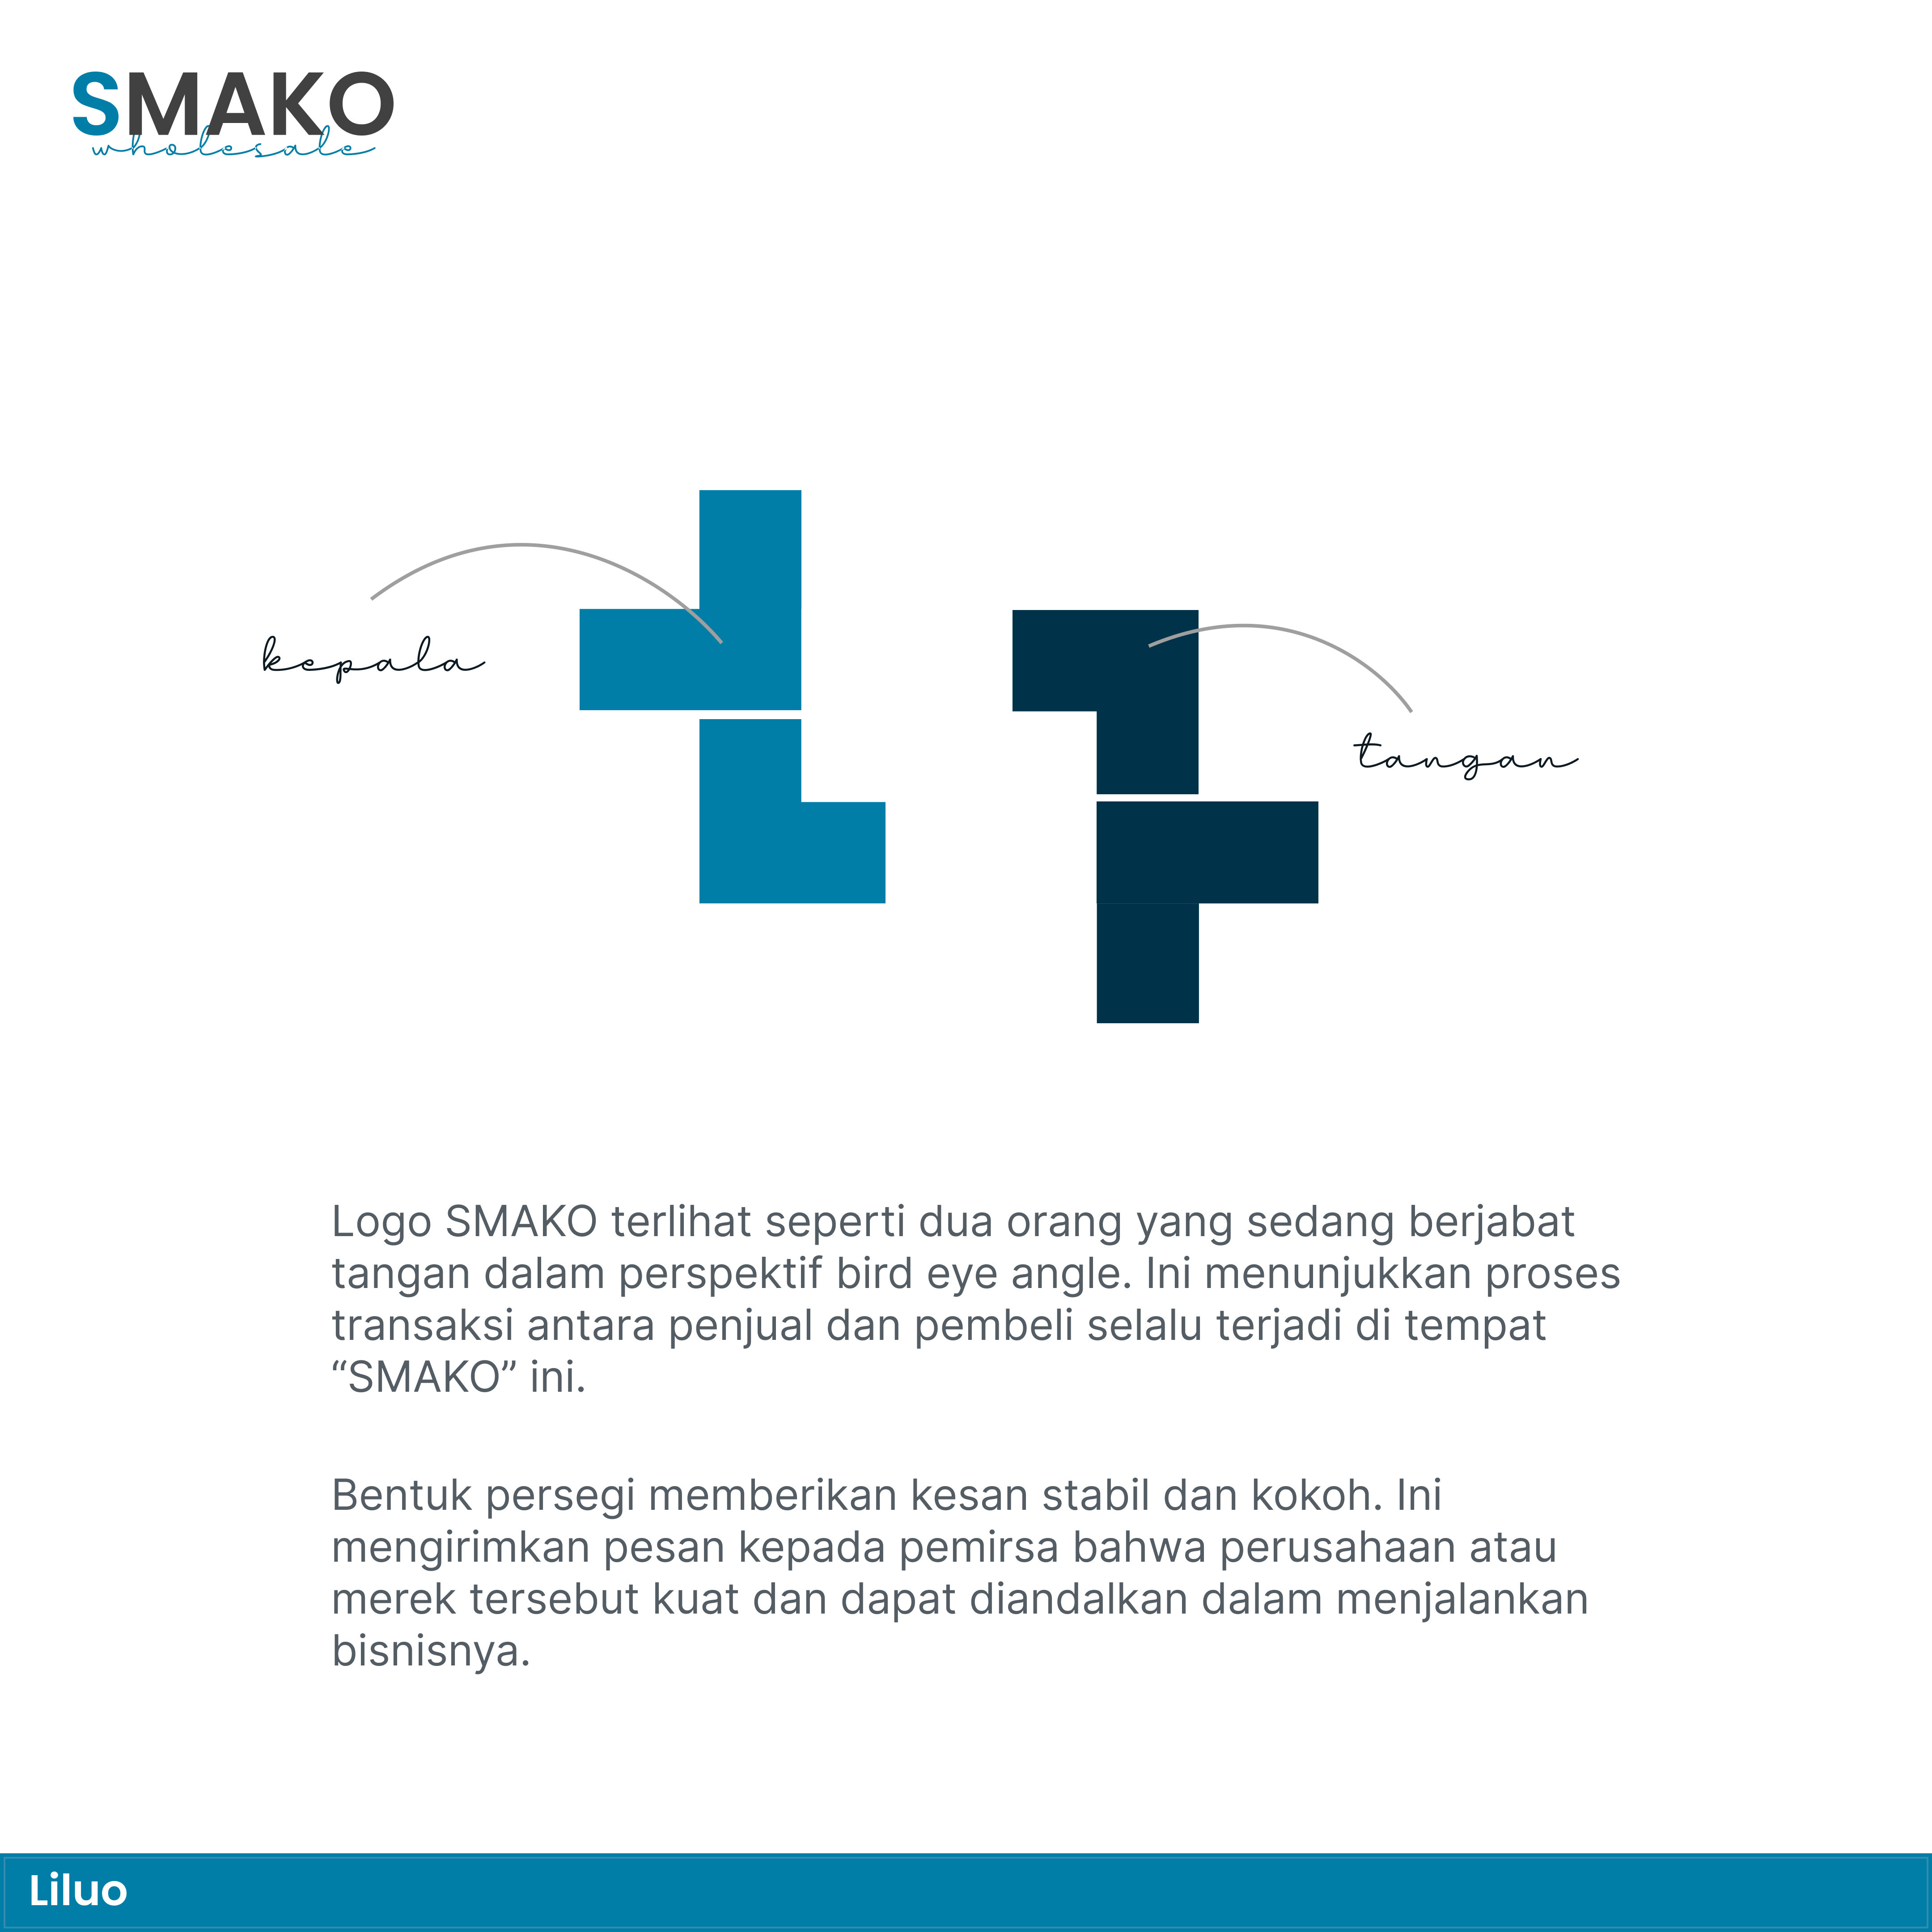 SMAKO
wholesale
kepala
tangan
Logo SMAKO terlihat seperti dua orang yang sedang berjabat
tangan dalam perspektif bird eye angle. Ini menunjukkan proses
transaksi antara penjual dan pembeli selalu terjadi di tempat
“SMAKO” ini.
Bentuk persegi memberikan kesan stabil dan kokoh. Ini
mengirimkan pesan kepada pemirsa bahwa perusahaan atau
merek tersebut kuat dan dapat diandalkan dalam menjalankan
bisnisnya.
Liluo